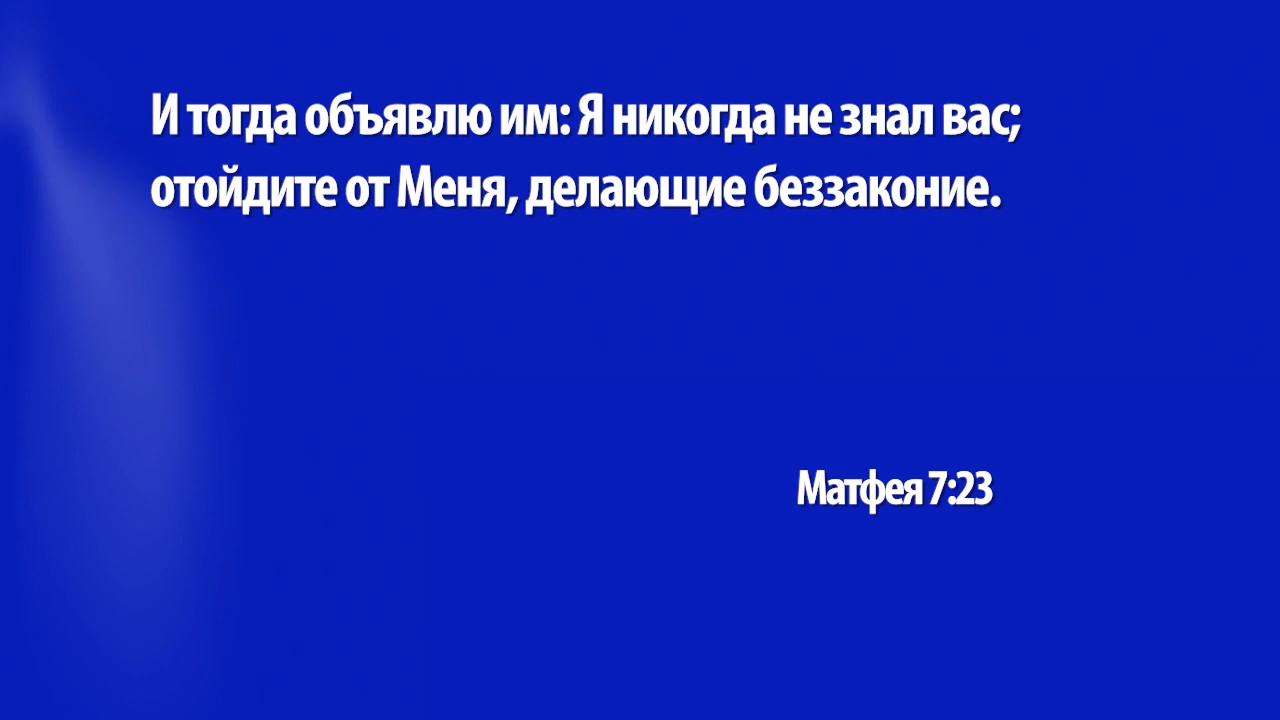 И тогда объявлю им: Я никогда не знал вас;
отойдите от Меня, делающие беззаконие.
Матфея 7:23